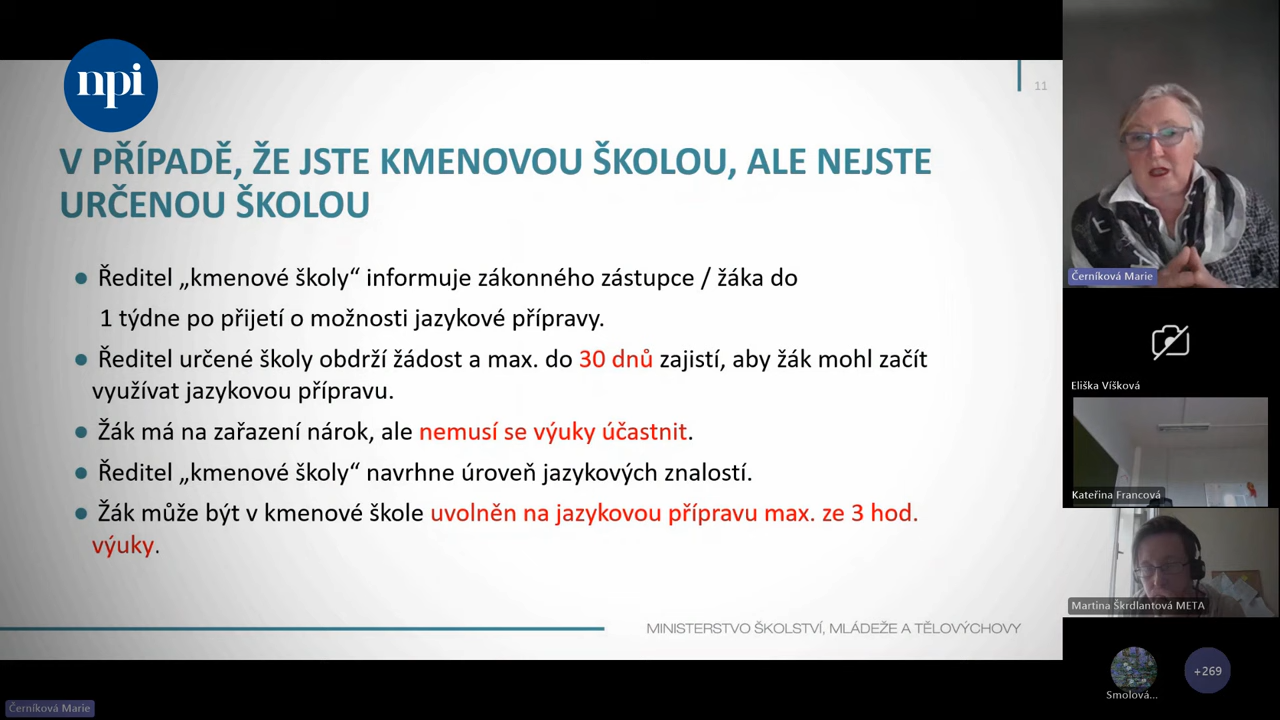 npi
11
V PŘÍPADĚ, ŽE JSTE KMENOVOU ŠKOLOU, ALE NEJSTE
URČENOU ŠKOLOU
Ředitel „kmenové školy“ informuje zákonného zástupce / žáka do
1 týdne po přijetí o možnosti jazykové přípravy.
Ředitel určené školy obdrží žádost a max. do 30 dnů zajistí, aby žák mohl začít
využívat jazykovou přípravu.
Žák má na zařazení nárok, ale nemusí se výuky účastnit.
Ředitel „kmenové školy“ navrhne úroveň jazykových znalostí.
Žák může být v kmenové škole uvolněn na jazykovou přípravu max. ze 3 hod.
výuky.
MINISTERSTVO ŠKOLSTVÍ, MLÁDEŽE A TĚLOVÝCHOVY
Černíková Marie
Černíková Marie
Eliška Víšková
Kateřina Francová
Martina Škrdlantová META
Smolová...
+269